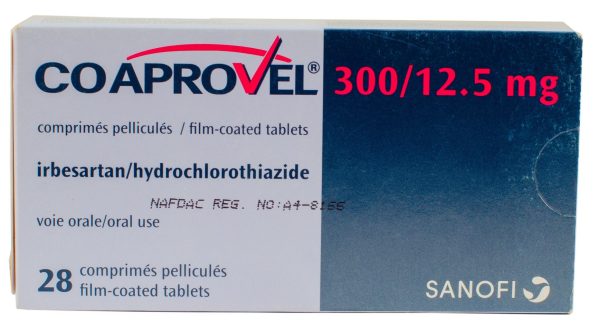 COAPROVEL® 300/12.5 mg
comprimés pelliculés / film-coated tablets
irbesartan/hydrochlorothiazide
NAFDAC REG. NO:A4-8166
voie orale/oral use
28 comprimés pelliculés
film-coated tablets
SANOFI